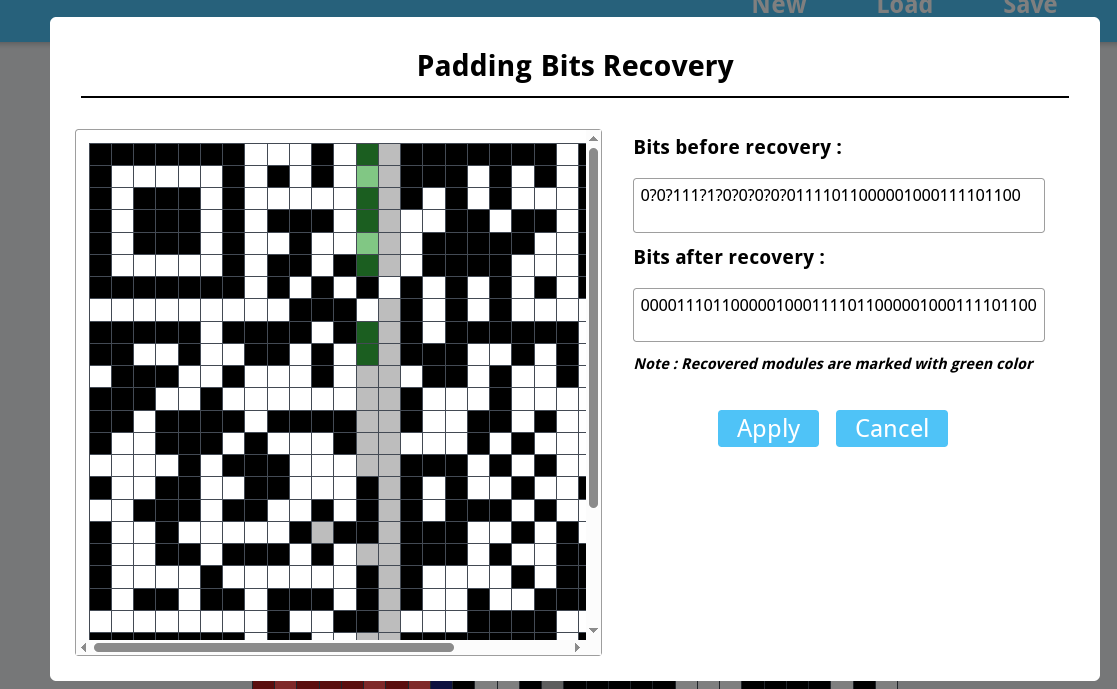 New Load Save
Padding Bits Recovery
Bits before recovery :
0?0?111?1?0?0?0?0?01111011000001000111101100
Bits after recovery :
00001110110000010001111011000001000111101100
Note : Recovered modules are marked with green color
Apply Cancel